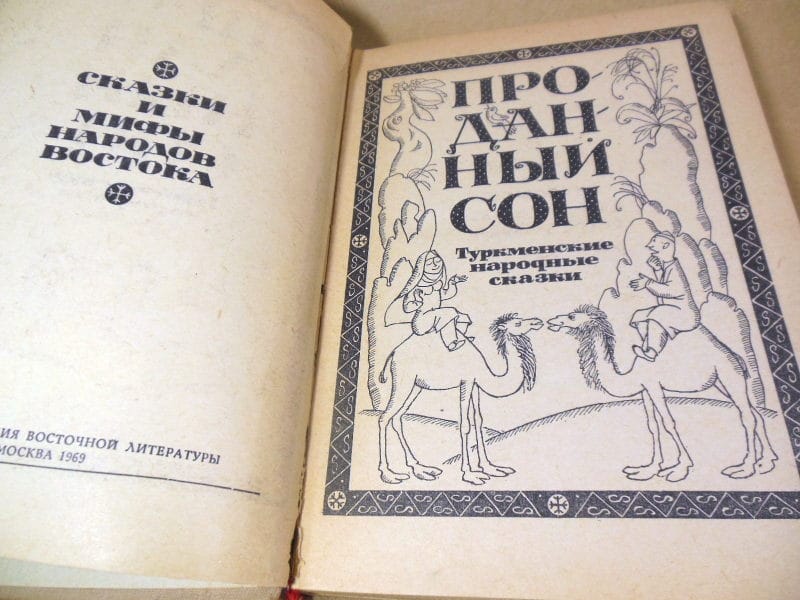 СКАЗКИ
И
МИФЫ
НАРОДОВ
ВОСТОКА
ИЯ ВОСТОЧНОЙ ЛИТЕРАТУРЫ
МОСКВА 1969
ПРО-
ДАН-
НЫЙ
СОН
Туркменские
народные
сказки